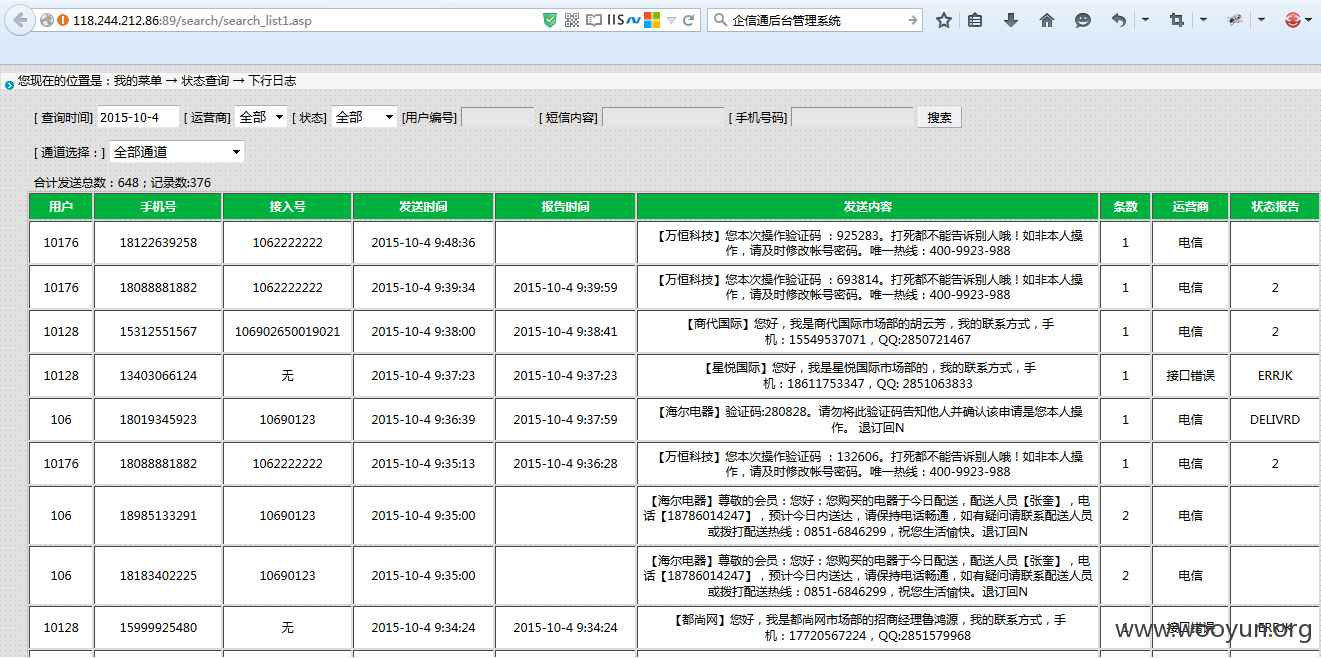 118.244.212.86:89/search/search_list1.asp
IIS
企信通后台管理系统
您现在的位置是：我的菜单 → 状态查询 → 下行日志
[ 查询时间] 2015-10-4 [ 运营商] 全部 [ 状态] 全部 [用户编号] [ 短信内容] [ 手机号码] 搜索
[ 通道选择：] 全部通道
合计发送总数：648；记录数:376
用户 手机号 接入号 发送时间 报告时间 发送内容 条数 运营商 状态报告
10176 18122639258 1062222222 2015-10-4 9:48:36 【万恒科技】您本次操作验证码 ：925283。打死都不能告诉别人哦！如非本人操
作，请及时修改帐号密码。唯一热线：400-9923-988 1 电信
10176 18088881882 1062222222 2015-10-4 9:39:34 2015-10-4 9:39:59 【万恒科技】您本次操作验证码 ：693814。打死都不能告诉别人哦！如非本人操
作，请及时修改帐号密码。唯一热线：400-9923-988 1 电信 2
10128 15312551567 106902650019021 2015-10-4 9:38:00 2015-10-4 9:38:41 【商代国际】您好，我是商代国际市场部的胡云芳，我的联系方式，手
机：15549537071，QQ:2850721467 1 电信 2
10128 13403066124 无 2015-10-4 9:37:23 2015-10-4 9:37:23 【星悦国际】您好，我是星悦国际市场部的，我的联系方式，手
机：18611753347，QQ: 2851063833 1 接口错误 ERRJK
106 18019345923 10690123 2015-10-4 9:36:39 2015-10-4 9:37:59 【海尔电器】验证码:280828。请勿将此验证码告知他人并确认该申请是您本人操
作。 退订回N 1 电信 DELIVRD
10176 18088881882 1062222222 2015-10-4 9:35:13 2015-10-4 9:36:28 【万恒科技】您本次操作验证码 ：132606。打死都不能告诉别人哦！如非本人操
作，请及时修改帐号密码。唯一热线：400-9923-988 1 电信 2
106 18985133291 10690123 2015-10-4 9:35:00 【海尔电器】尊敬的会员：您好：您购买的电器于今日配送，配送人员【张奎】，电
话【18786014247】，预计今日内送达，请保持电话畅通，如有疑问请联系配送人员
或拨打配送热线：0851-6846299，祝您生活愉快。退订回N 2 电信
106 18183402225 10690123 2015-10-4 9:35:00 【海尔电器】尊敬的会员：您好：您购买的电器于今日配送，配送人员【张奎】，电
话【18786014247】，预计今日内送达，请保持电话畅通，如有疑问请联系配送人员
或拨打配送热线：0851-6846299，祝您生活愉快。退订回N 2 电信
10128 15999925480 无 2015-10-4 9:34:24 2015-10-4 9:34:24 【都尚网】您好，我是都尚网市场部的招商经理鲁鸿源，我的联系方式，手
机：17720567224，QQ:2851579968 1 接口错误 ERRJK
www.wooyun.org